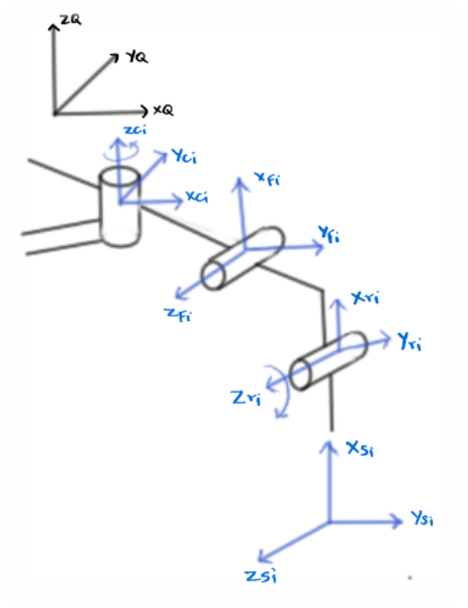 ZQ
YQ
XQ
Zci
Yci
Xci
XFi
YFi
ZFi
Xri
Yri
Zri
Xsi
Ysi
Zsi